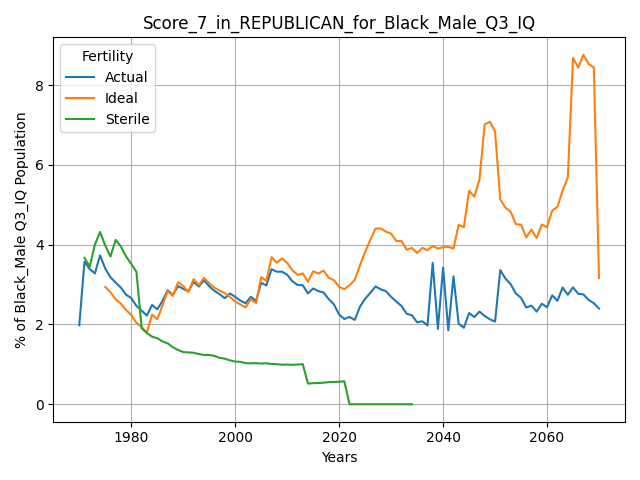 Score_7_in_REPUBLICAN_for_Black_Male_Q3_IQ
Fertility
Actual
Ideal
Sterile
% of Black_Male Q3_IQ Population
8
6
4
2
0
1980
2000
2020
2040
2060
Years